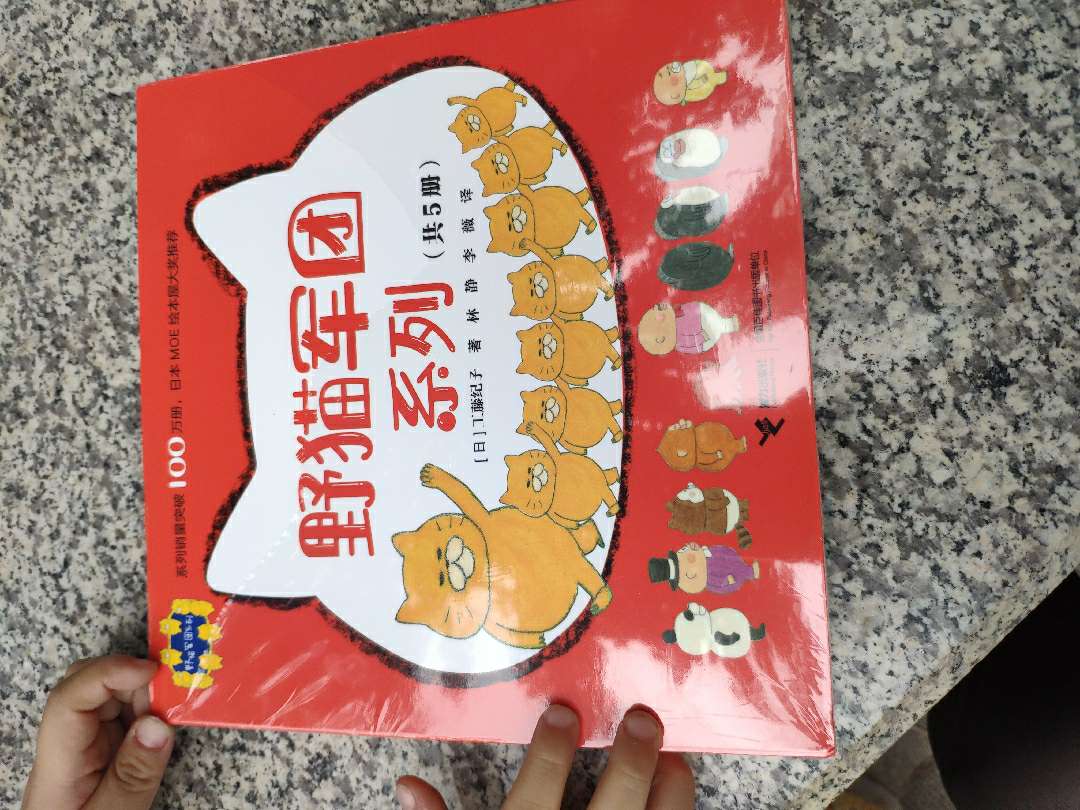 系列销量突破100万册，日本MOE绘本屋大奖推荐
野猫军团
系列
（共5册）
［日］工藤纪子 著 林静 李薇 译